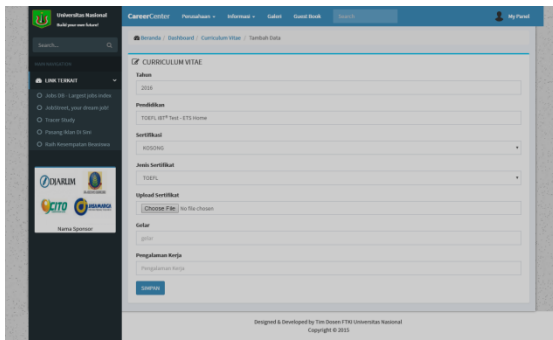 Universitas Nasional
Build your own future!
CareerCenter Perusahaan Informasi Galeri Guest Book Search
My Panel
Search...
MAIN NAVIGATION
LINK TERKAIT
Jobs DB - Largest jobs index
JobStreet, your dream job!
Tracer Study
Pasang Iklan Di Sini
Raih Kesempatan Beasiswa
DJARUM
CITO
JASAMARGA
Nama Sponsor
Beranda / Dashboard / Curriculum Vitae / Tambah Data
CURRICULUM VITAE
Tahun
2016
Pendidikan
TOEFL iBT® Test - ETS Home
Sertifikasi
KOSONG
Jenis Sertifikat
TOEFL
Upload Sertifikat
Choose File No file chosen
Gelar
gelar
Pengalaman Kerja
Pengalaman Kerja
SIMPAN
Designed & Developed by Tim Dosen FTKI Universitas Nasional
Copyright © 2015